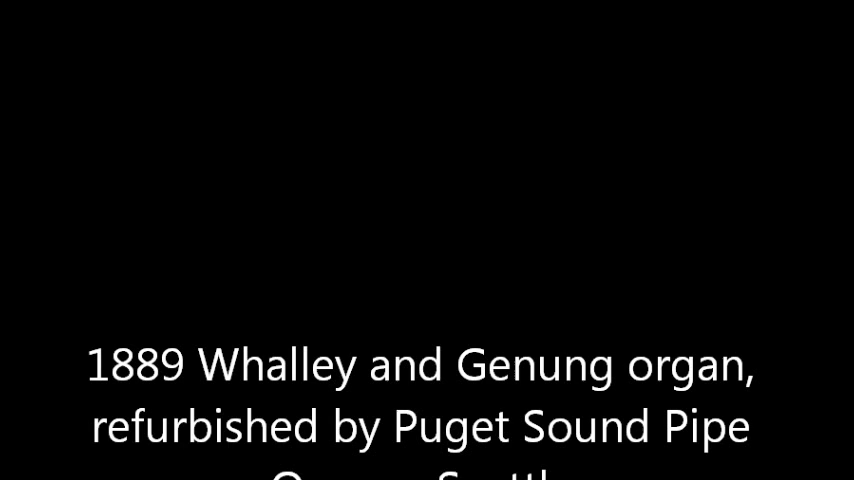 1889 Whalley and Genung organ,
refurbished by Puget Sound Pipe